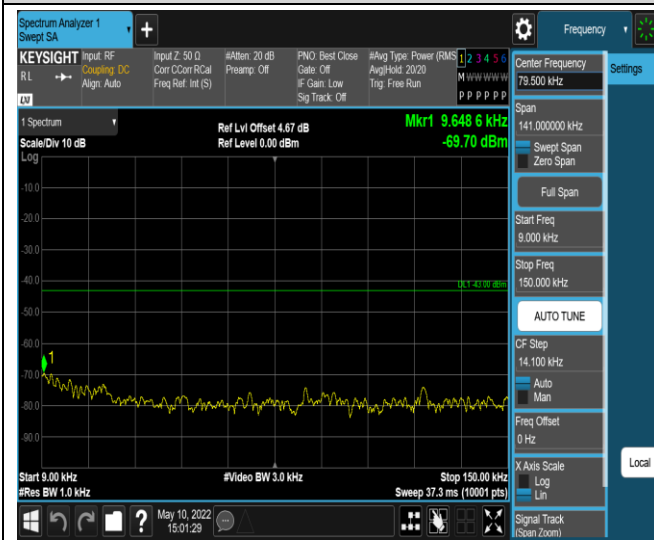 Spectrum Analyzer 1
Swept SA
+
Frequency
KEYSIGHT
RL
LXI
Input: RF
Coupling: DC
Align: Auto
Input Z: 50 Ω
Corr CCorr RCal
Freq Ref: Int (S)
#Atten: 20 dB
Preamp: Off
PNO: Best Close
Gate: Off
IF Gain: Low
Sig Track: Off
#Avg Type: Power (RMS
Avg|Hold: 20/20
Trig: Free Run
1 2 3 4 5 6
M W W W W W
P P P P P P
1 Spectrum
Scale/Div 10 dB
Ref Lvl Offset 4.67 dB
Ref Level 0.00 dBm
Mkr1 9.648 6 kHz
-69.70 dBm
Log
-10.0
-20.0
-30.0
DL1 -43.00 dBm
-40.0
-50.0
-60.0
1
-70.0
-80.0
-90.0
Start 9.00 kHz
#Res BW 1.0 kHz
#Video BW 3.0 kHz
Stop 150.00 kHz
Sweep 37.3 ms (10001 pts)
?
May 10, 2022
15:01:29
Center Frequency
79.500 kHz
Span
141.000000 kHz
Swept Span
Zero Span
Full Span
Start Freq
9.000 kHz
Stop Freq
150.000 kHz
AUTO TUNE
CF Step
14.100 kHz
Auto
Man
Freq Offset
0 Hz
X Axis Scale
Log
Lin
Signal Track
(Span Zoom)
Settings
Local